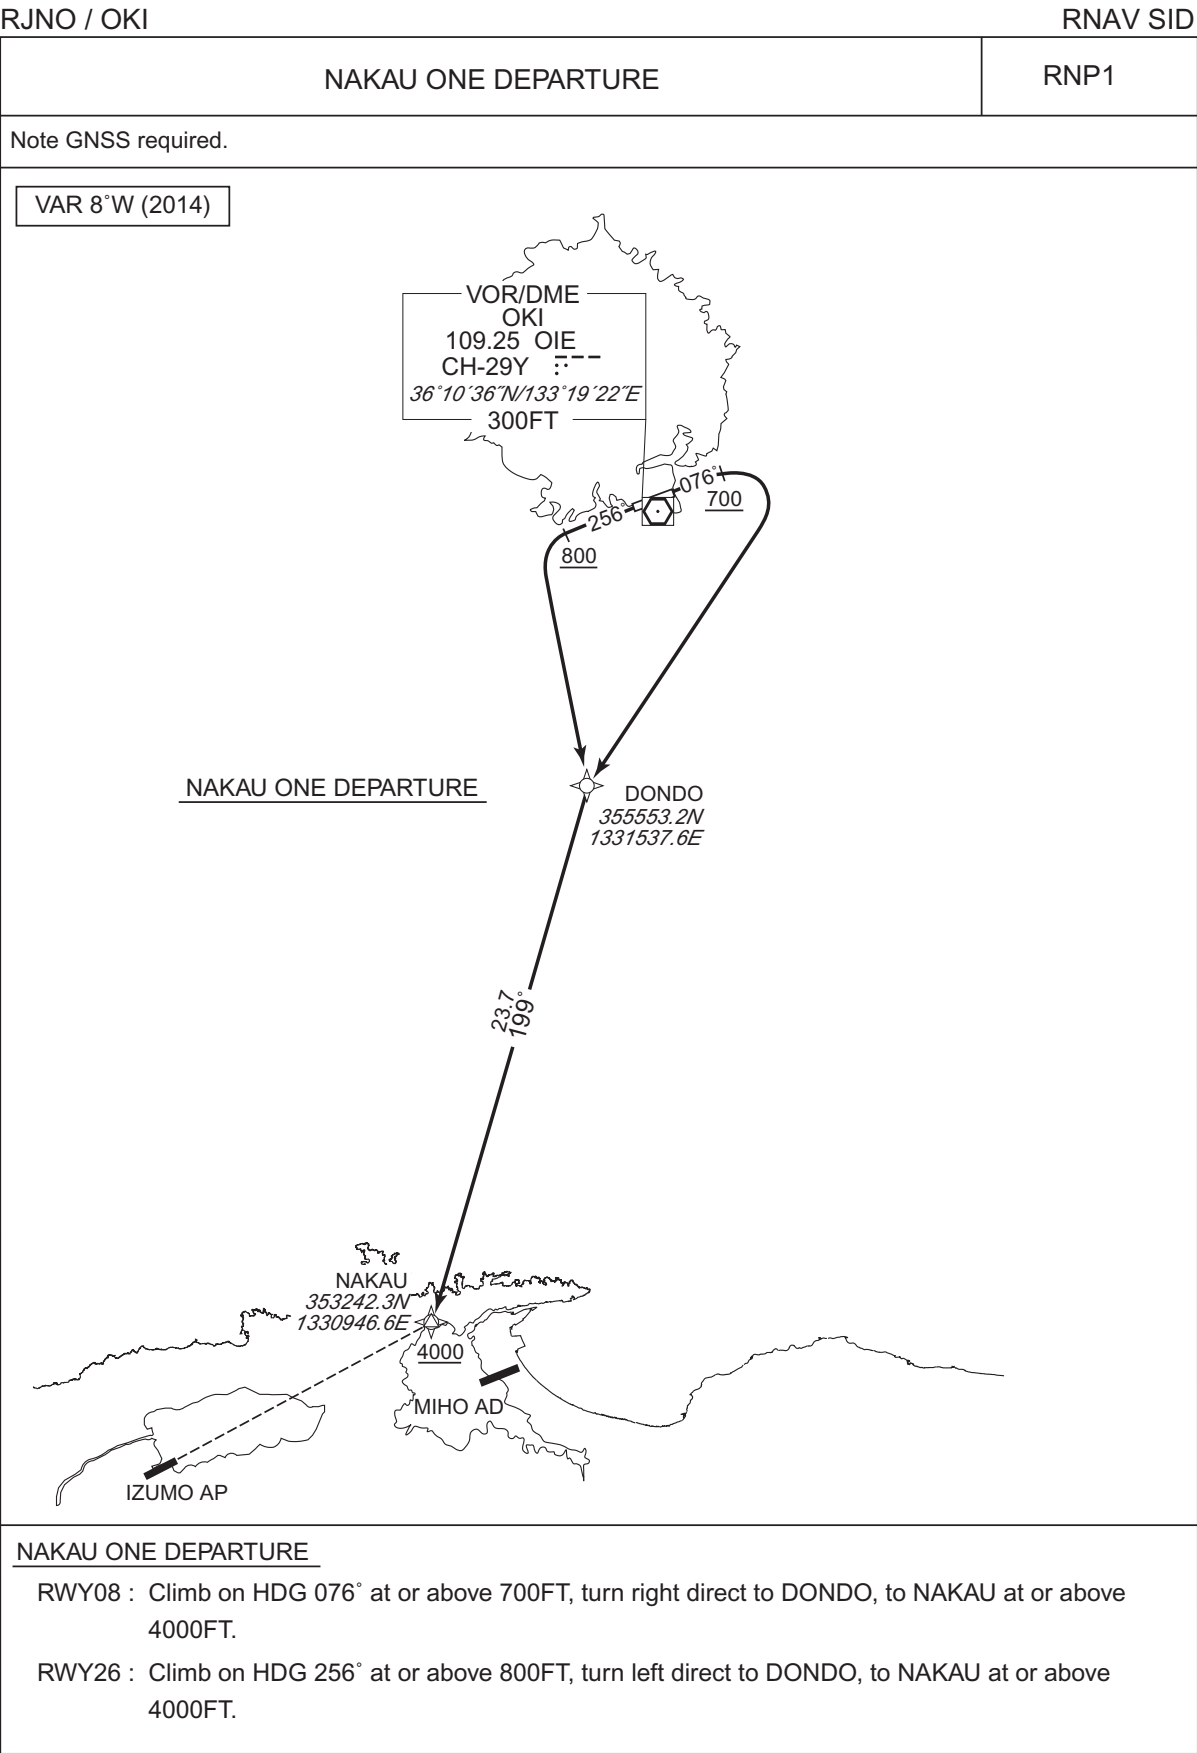 RJNO / OKI
RNAV SID
NAKAU ONE DEPARTURE
RNP1
Note GNSS required.
VAR 8˚W (2014)
VOR/DME
OKI
109.25 OIE
CH-29Y
36˚10´36˝N/133˚19´22˝E
300FT
076˚
700
256˚
800
NAKAU ONE DEPARTURE
DONDO
355553.2N
1331537.6E
23.7
199˚
NAKAU
353242.3N
1330946.6E
4000
MIHO AD
IZUMO AP
NAKAU ONE DEPARTURE
RWY08 : Climb on HDG 076˚ at or above 700FT, turn right direct to DONDO, to NAKAU at or above
4000FT.
RWY26 : Climb on HDG 256˚ at or above 800FT, turn left direct to DONDO, to NAKAU at or above
4000FT.